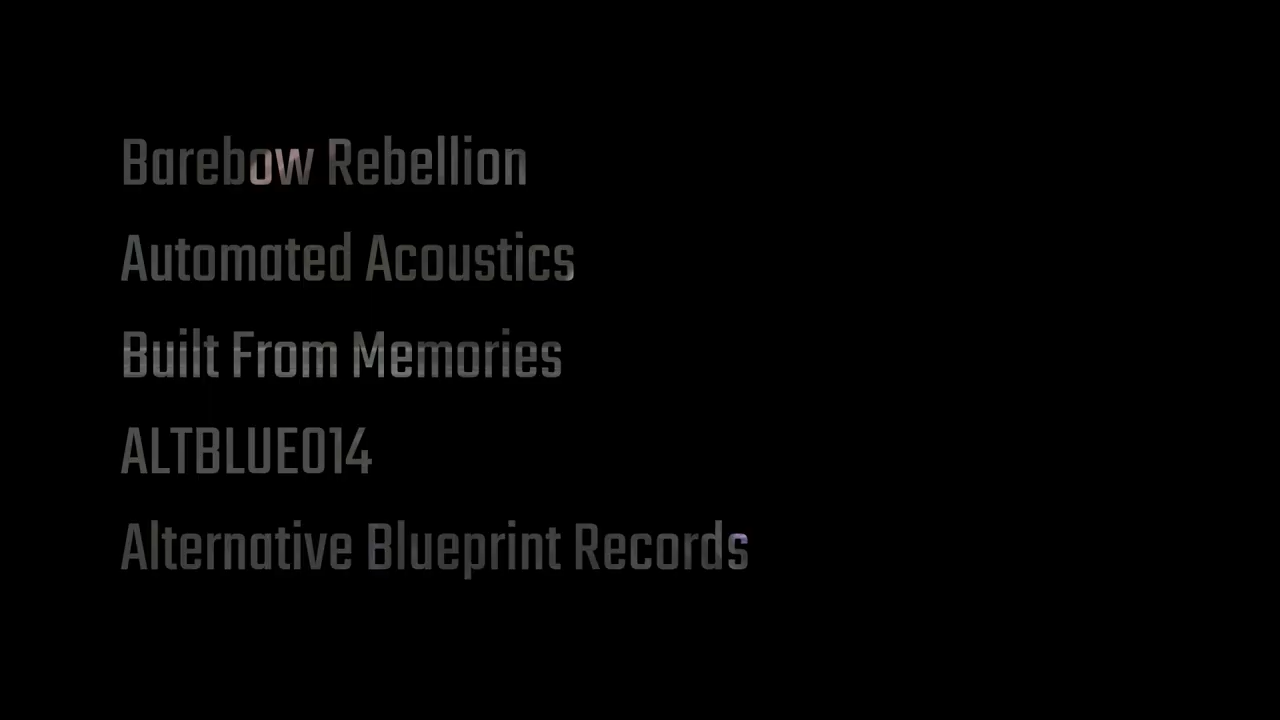 Barebow Rebellion
Automated Acoustics
Built From Memories
ALTBLUE014
Alternative Blueprint Records